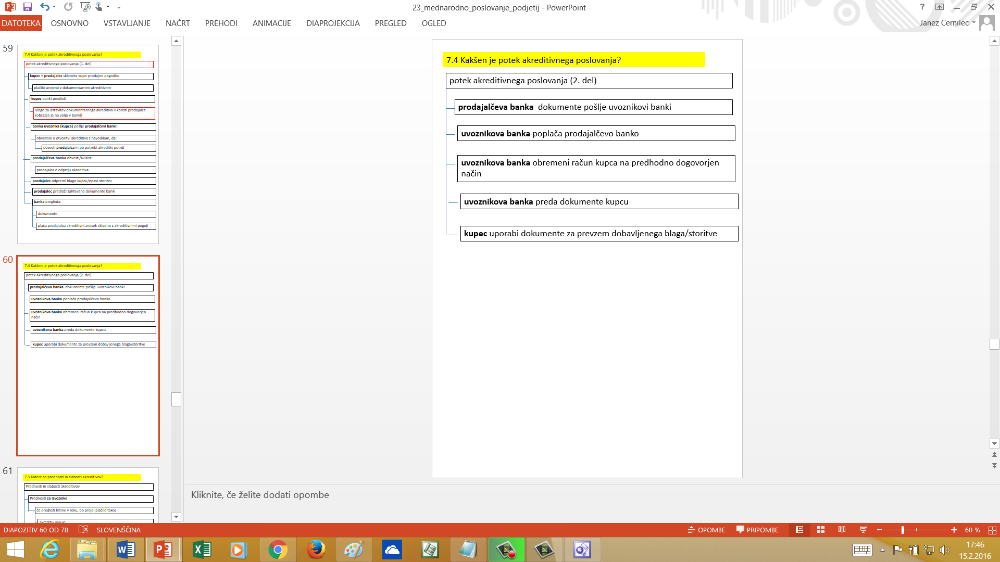 23_mednarodno_poslovanje_podjetij - PowerPoint
?
DATOTEKA OSNOVNO VSTAVLJANJE NAČRT PREHODI ANIMACIJE DIAPROJEKCIJA PREGLED OGLED
Janez Cernilec
59
7.4 Kakšen je potek akreditivnega poslovanja?
potek akreditivnega poslovanja (1. del)
kupec + prodajalec skleneta kupo prodajno pogodbo
plačilo urejeno z dokumentarnim akreditivom
kupec banki predloži:
vlogo za izstavitev dokumentarnega akreditiva v koristi prodajalca
(obrazce je na voljo v banki)
banka uvoznika (kupca) pošlje prodajalčevi banki:
obvestilo o otvoritvi akreditiva z navodilom, da:
obvesti prodajalca in po potrebi akreditiv potrdi
prodajalčeva banka obvesti/avizira:
prodajalca o odprtju akreditiva
prodajalec odpremi blago kupcu/opavi storitev
prodajalec predloži zahtevane dokumente banki
banka pregleda:
dokumente
plača prodajalcu akreditivni znesek skladno z akreditivnimi pogoji
60
7.4 Kakšen je potek akreditivnega poslovanja?
potek akreditivnega poslovanja (2. del)
prodajalčeva banka dokumente pošlje uvoznikovi banki
uvoznikova banka poplača prodajalčevo banko
uvoznikova banka obremeni račun kupca na predhodno dogovorjen
način
uvoznikova banka preda dokumente kupcu
kupec uporabi dokumente za prevzem dobavljenega blaga/storitve
61
7.5 Katere so prednosti in slabosti akreditivov?
Prednosti in slabosti akreditivov
Prednosti za izvoznike
če predloži listine v roku, bo prejel plačilo takoj
akreditiv varuje
7.4 Kakšen je potek akreditivnega poslovanja?
potek akreditivnega poslovanja (2. del)
prodajalčeva banka dokumente pošlje uvoznikovi banki
uvoznikova banka poplača prodajalčevo banko
uvoznikova banka obremeni račun kupca na predhodno dogovorjen
način
uvoznikova banka preda dokumente kupcu
kupec uporabi dokumente za prevzem dobavljenega blaga/storitve
Kliknite, če želite dodati opombe
DIAPOZITIV 60 OD 78 SLOVENŠČINA OPOMBE PRIPOMBE 60 %
17:46
15.2.2016